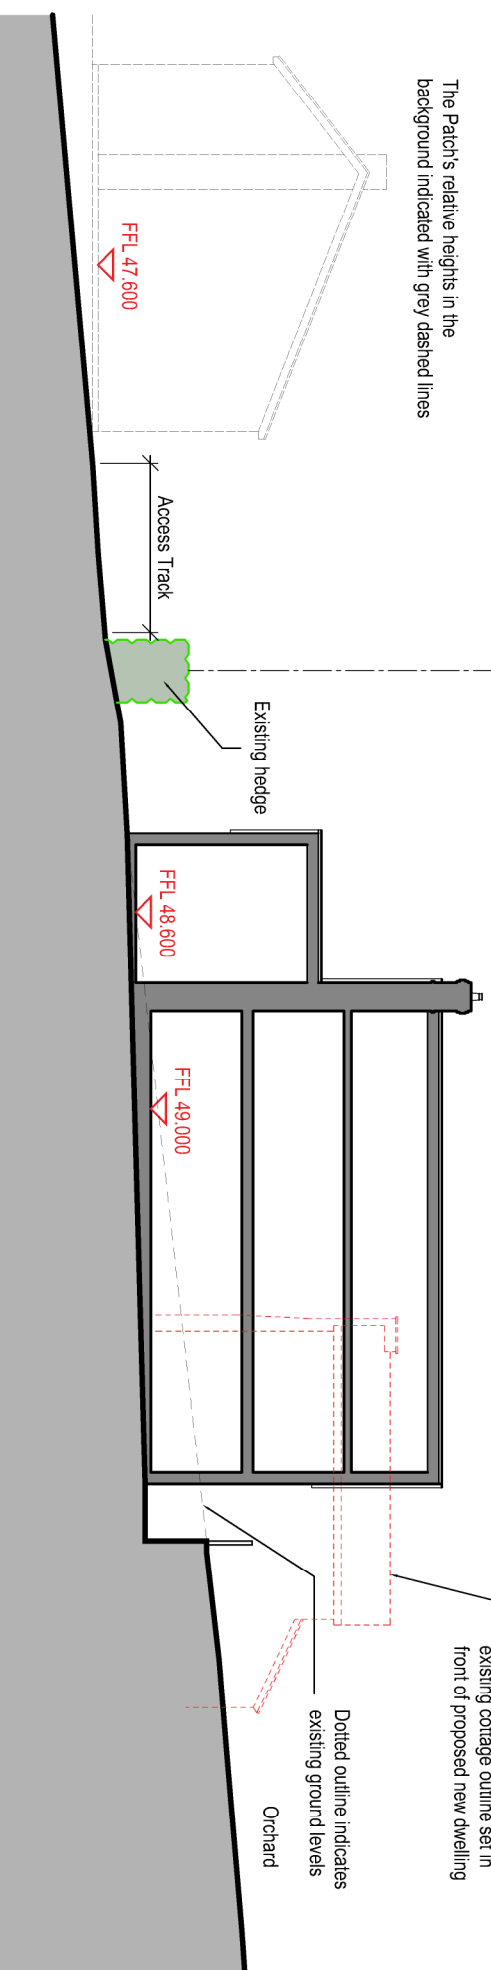 The Patch's relative heights in the
background indicated with grey dashed lines
FFL 47.600
Access Track
Existing hedge
FFL 48.600
FFL 49.000
existing cottage outline set in
front of proposed new dwelling
Dotted outline indicates
existing ground levels
Orchard